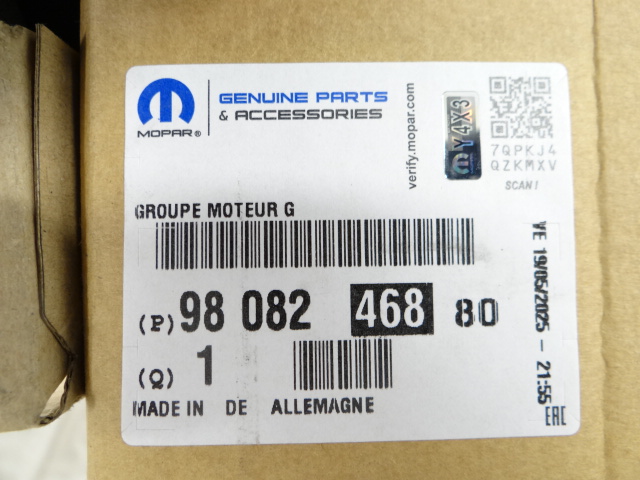 MOPAR®
GENUINE PARTS
& ACCESSORIES
verify.mopar.com
Y4X3
7QPKJ4
QZKMXV
SCAN!
GROUPE MOTEUR G
(P) 98 082 468 80
(Q) 1
MADE IN DE ALLEMAGNE
VE 19/05/2025 - 21:55
EAC